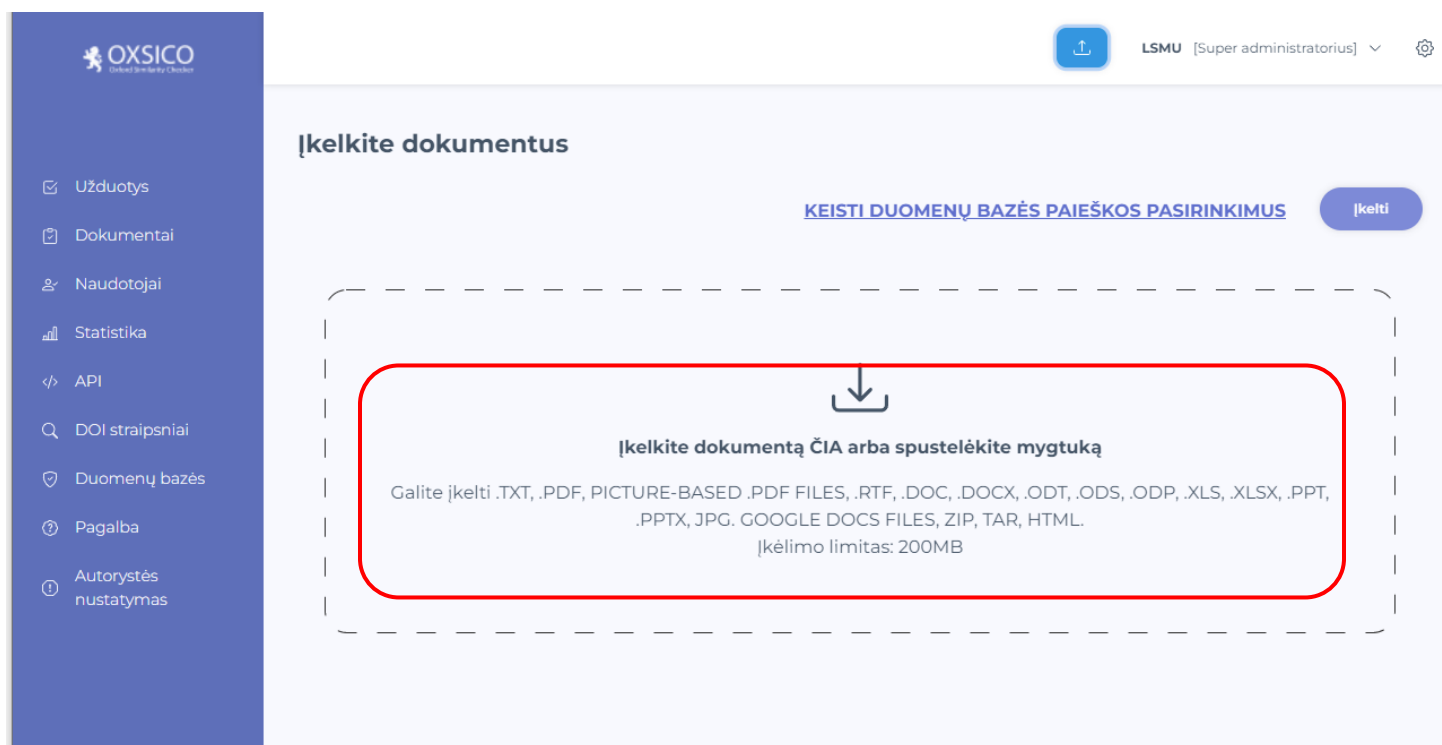 OXSICO
Oxford Similarity Checker
LSMU [Super administratorius]
Įkelkite dokumentus
Užduotys
Dokumentai
Naudotojai
Statistika
API
DOI straipsniai
Duomenų bazės
Pagalba
Autorystės
nustatymas
KEISTI DUOMENŲ BAZĖS PAIEŠKOS PASIRINKIMUS
Įkelti
Įkelkite dokumentą ČIA arba spustelėkite mygtuką
Galite įkelti .TXT, .PDF, PICTURE-BASED .PDF FILES, .RTF, .DOC, .DOCX, .ODT, .ODS, .ODP, .XLS, .XLSX, .PPT,
.PPTX, JPG. GOOGLE DOCS FILES, ZIP, TAR, HTML.
Įkėlimo limitas: 200MB